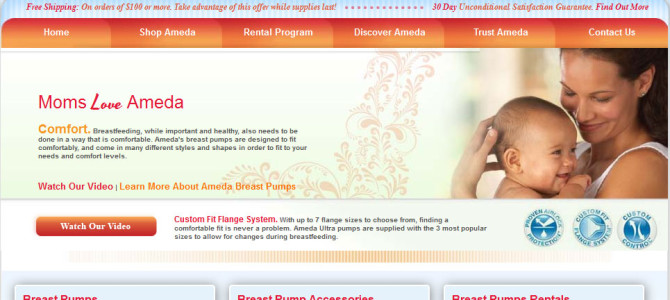 Free Shipping: On orders of $100 or more. Take advantage of this offer while supplies last! 30 Day Unconditional Satisfaction Guarantee. Find Out More
Home Shop Ameda Rental Program Discover Ameda Trust Ameda Contact Us
Moms Love Ameda
Comfort. Breastfeeding, while important and healthy, also needs to be
done in a way that is comfortable. Ameda's breast pumps are designed to fit
comfortably, and come in many different styles and shapes in order to fit to your
needs and comfort levels.
Watch Our Video | Learn More About Ameda Breast Pumps
Watch Our Video
Custom Fit Flange System. With up to 7 flange sizes to choose from, finding a
comfortable fit is never a problem. Ameda Ultra pumps are supplied with the 3 most popular
sizes to allow for changes during breastfeeding.
PROVEN AIRLOCK PROTECTION
CUSTOM FIT FLANGE SYSTEM
CUSTOM CONTROL
Breast Pumps Breast Pump Accessories Breast Pumps Rentals